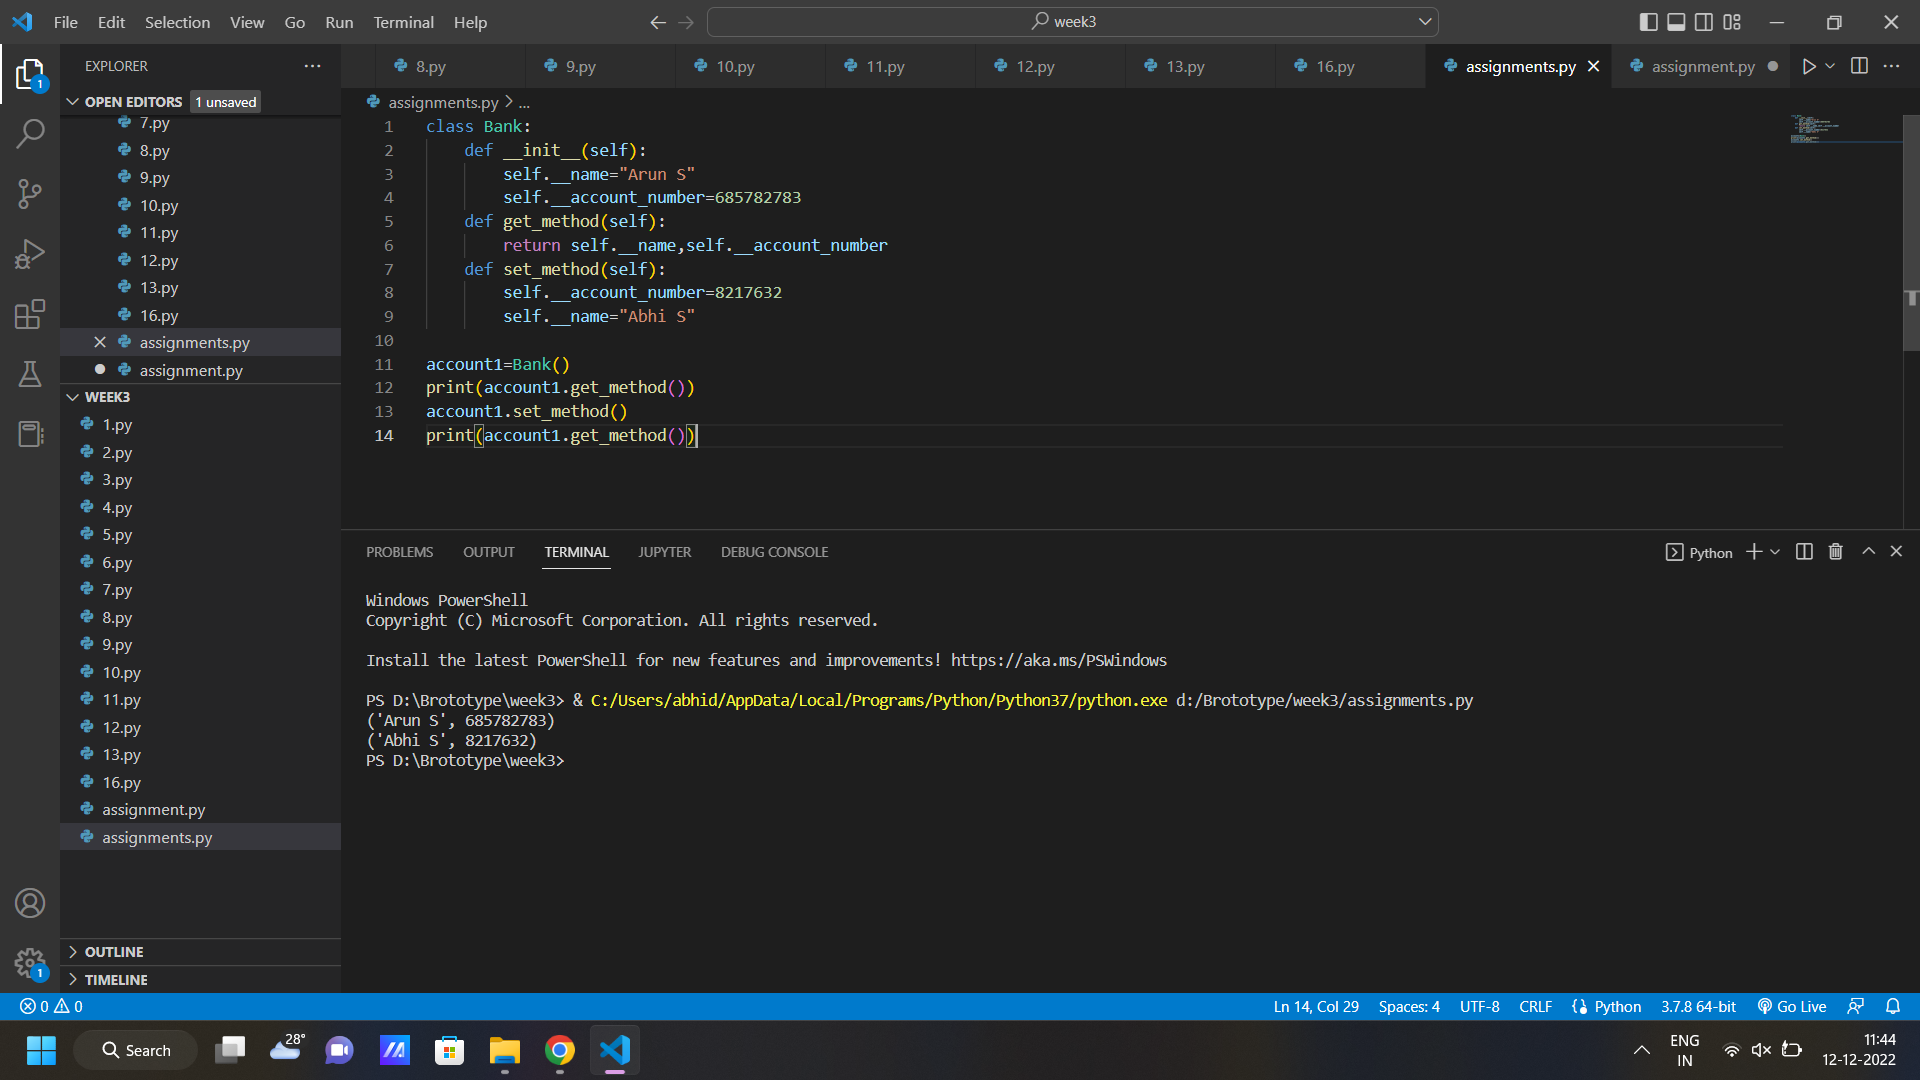 File Edit Selection View Go Run Terminal Help
week3
EXPLORER
8.py 9.py 10.py 11.py 12.py 13.py 16.py assignments.py assignment.py
OPEN EDITORS 1 unsaved
7.py
8.py
9.py
10.py
11.py
12.py
13.py
16.py
assignments.py
assignment.py
WEEK3
1.py
2.py
3.py
4.py
5.py
6.py
7.py
8.py
9.py
10.py
11.py
12.py
13.py
16.py
assignment.py
assignments.py
OUTLINE
TIMELINE
assignments.py > ...
1 class Bank:
2 def __init__(self):
3 self.__name="Arun S"
4 self.__account_number=685782783
5 def get_method(self):
6 return self.__name,self.__account_number
7 def set_method(self):
8 self.__account_number=8217632
9 self.__name="Abhi S"
10
11 account1=Bank()
12 print(account1.get_method())
13 account1.set_method()
14 print(account1.get_method())
PROBLEMS OUTPUT TERMINAL JUPYTER DEBUG CONSOLE
Python
Windows PowerShell
Copyright (C) Microsoft Corporation. All rights reserved.
Install the latest PowerShell for new features and improvements! https://aka.ms/PSWindows
PS D:\Brototype\week3> & C:/Users/abhid/AppData/Local/Programs/Python/Python37/python.exe d:/Brototype/week3/assignments.py
('Arun S', 685782783)
('Abhi S', 8217632)
PS D:\Brototype\week3>
1
1
0 0
Ln 14, Col 29 Spaces: 4 UTF-8 CRLF Python 3.7.8 64-bit Go Live
Search
28°
ENG
IN
11:44
12-12-2022